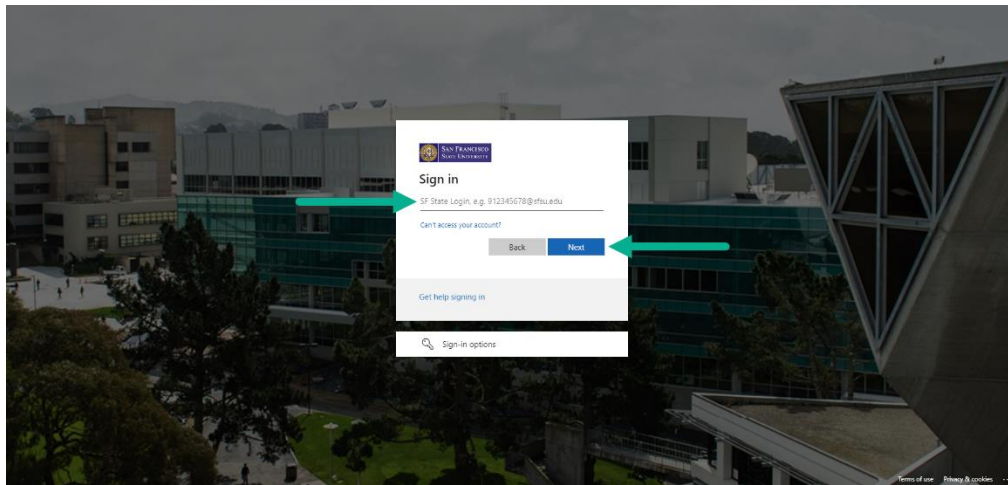 SAN FRANCISCO
STATE UNIVERSITY
Sign in
SF State Login, e.g. 912345678@sfsu.edu
Can't access your account?
Back
Next
Get help signing in
Sign-in options
Terms of use
Privacy & cookies